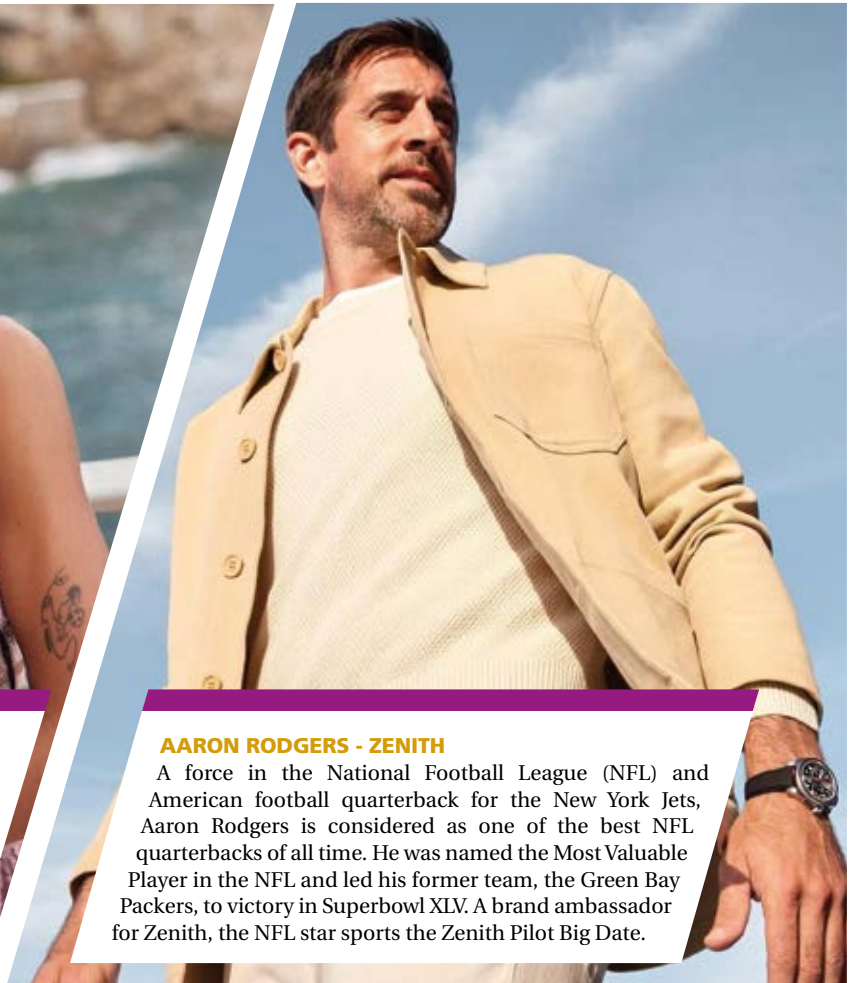 AARON RODGERS - ZENITH
A force in the National Football League (NFL) and
American football quarterback for the New York Jets,
Aaron Rodgers is considered as one of the best NFL
quarterbacks of all time. He was named the Most Valuable
Player in the NFL and led his former team, the Green Bay
Packers, to victory in Superbowl XLV. A brand ambassador
for Zenith, the NFL star sports the Zenith Pilot Big Date.